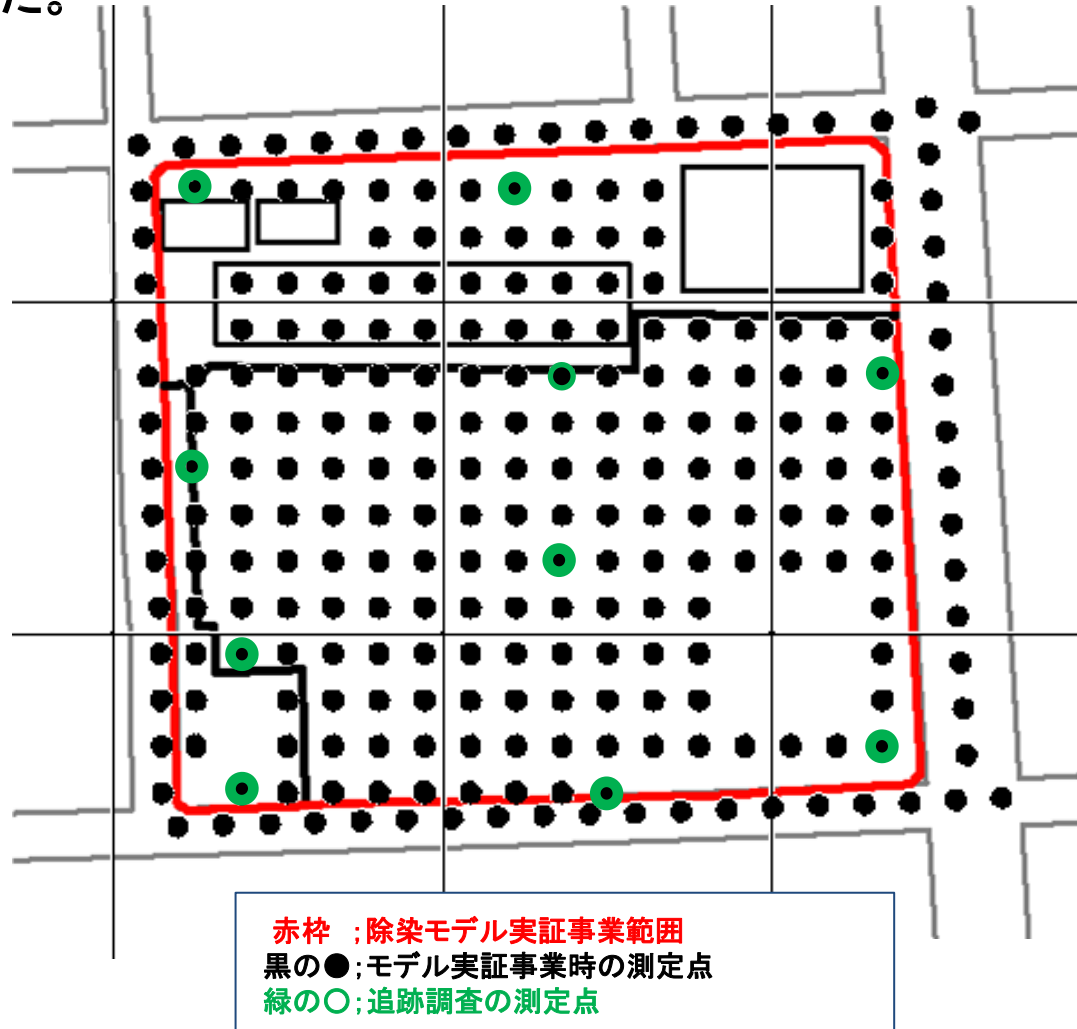 た。
赤枠 ；除染モデル実証事業範囲
黒の●；モデル実証事業時の測定点
緑の○；追跡調査の測定点